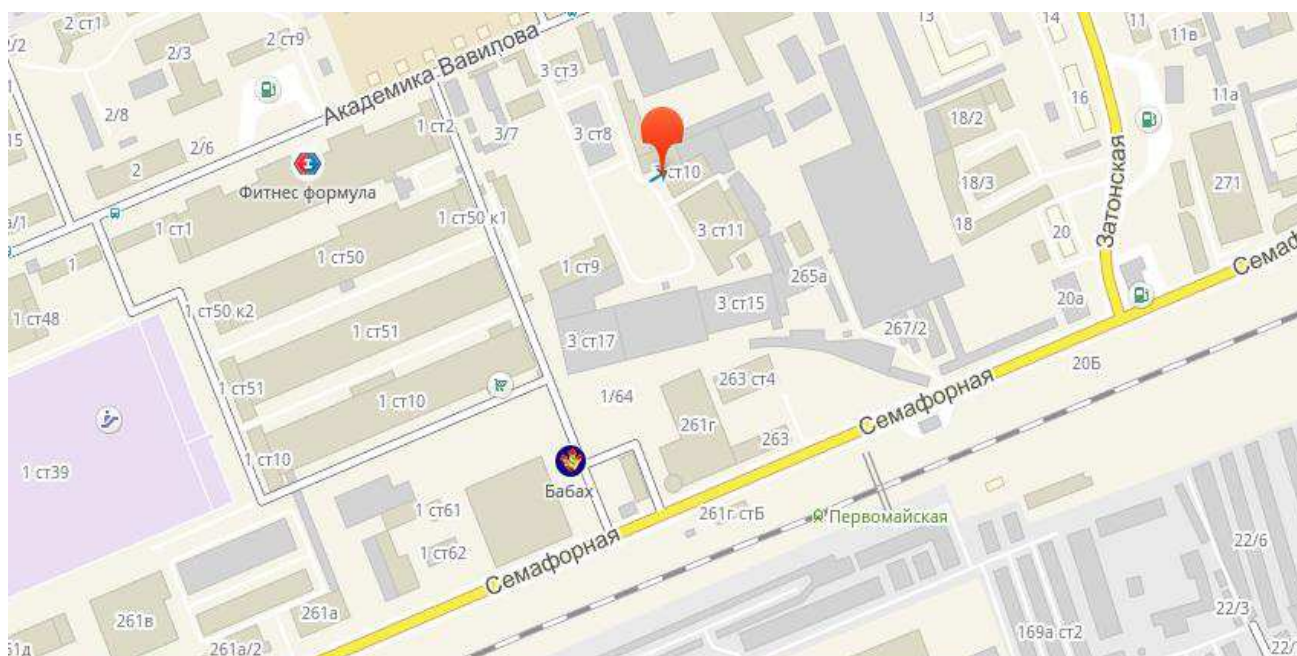 2 ст1
2/2
2/3
2 ст9
Академика Вавилова
3 ст3
13
14
11
11в
2/8
15
2/6
2
1 ст2
3/7
3 ст8
16
18/2
11а
Фитнес формула
3 ст10
18/3
271
Затонская
1 ст1
1 ст50 к1
3 ст11
18
20
1
1 ст50
1 ст9
265а
1 ст48
1 ст50 к2
1 ст51
3 ст15
20а
3 ст17
267/2
20Б
1 ст51
1 ст10
1/64
263 ст4
Семафорная
261г
263
1 ст39
1 ст10
Бабах
1 ст61
261г стБ
Первомайская
1 ст62
Семафорная
22/6
261в
261а
22/3
169а ст2
261а/2